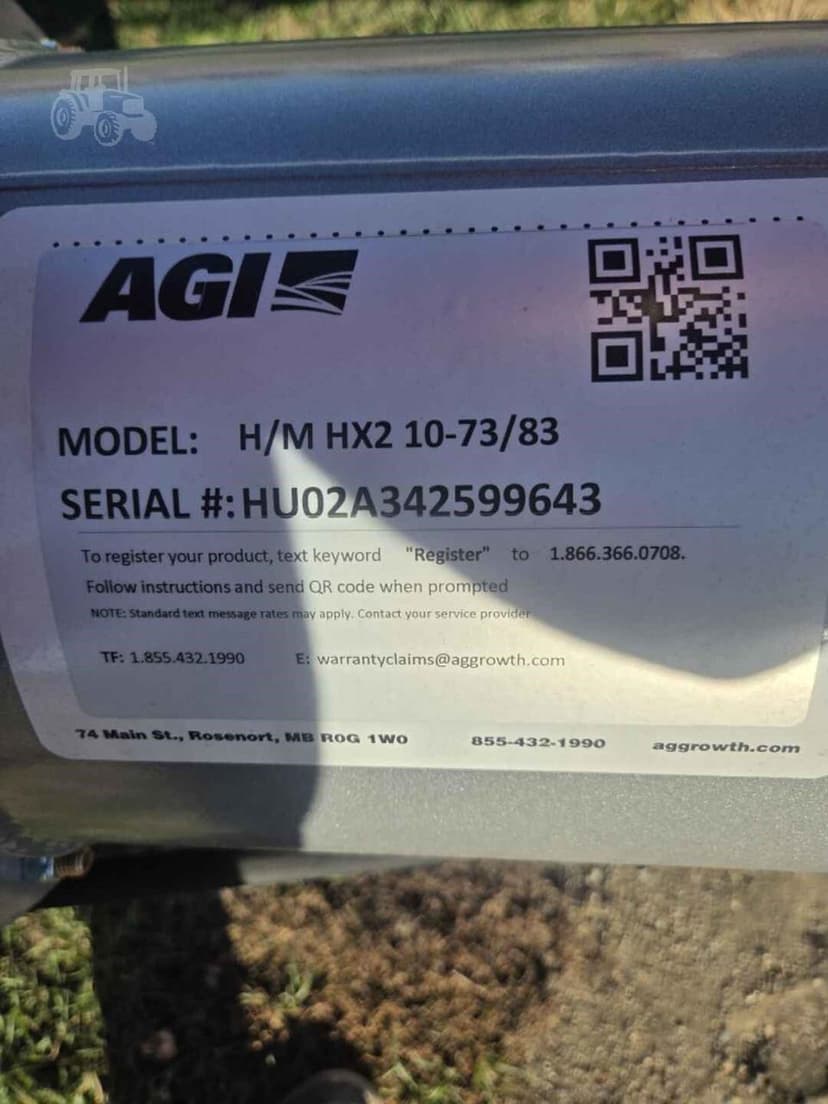 AGI
MODEL: H/M HX2 10-73/83
SERIAL #: HU02A342599643
To register your product, text keyword "Register" to 1.866.366.0708.
Follow instructions and send QR code when prompted
NOTE: Standard text message rates may apply. Contact your service provider
TF: 1.855.432.1990 E: warrantyclaims@aggrowth.com
74 Main St., Rosenort, MB R0G 1W0 855-432-1990 aggrowth.com